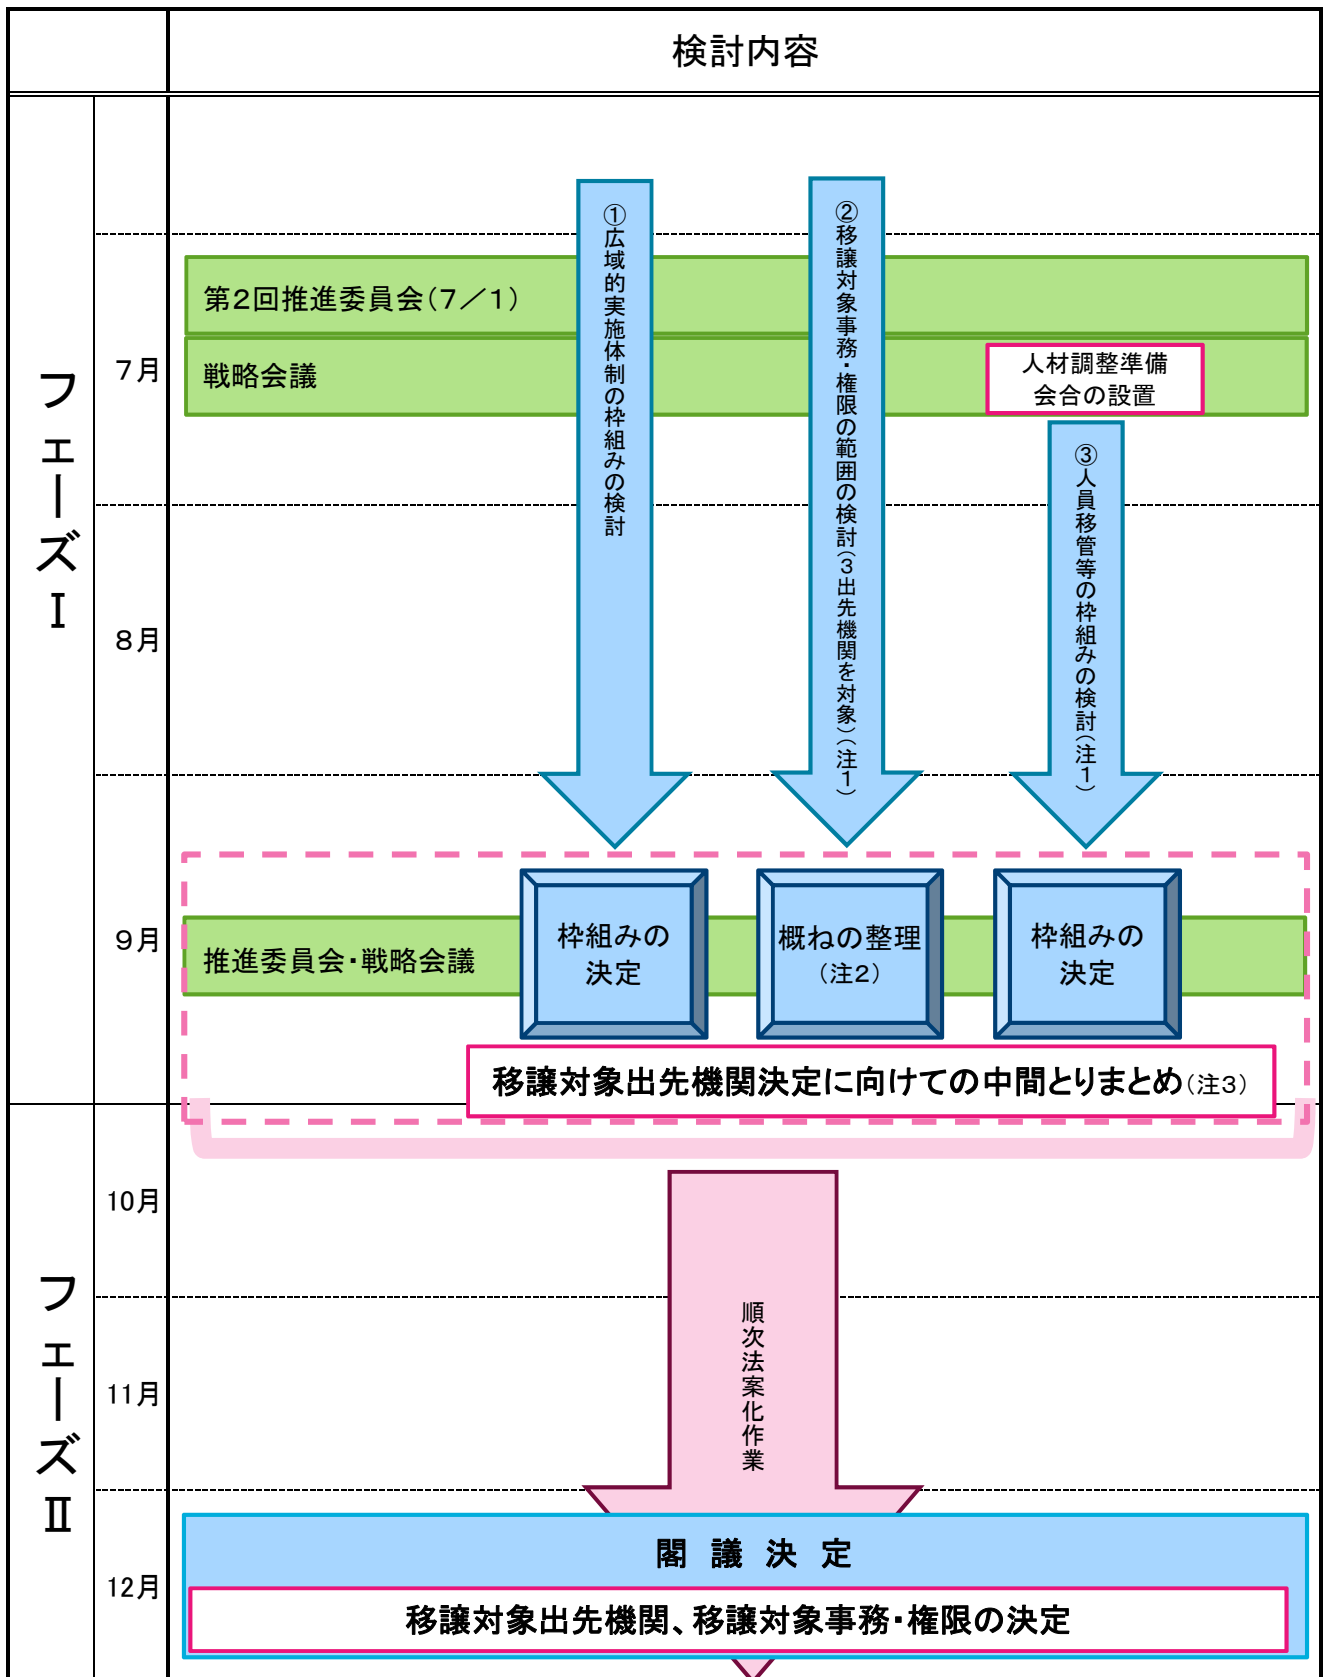 検討内容
フェーズⅠ
7月
8月
9月
①広域的実施体制の枠組みの検討
②移譲対象事務・権限の範囲の検討（３出先機関を対象）（注１）
第２回推進委員会（７／１）
戦略会議
人材調整準備
会合の設置
③人員移管等の枠組みの検討（注１）
推進委員会・戦略会議
枠組みの
決定
概ねの整理
（注２）
枠組みの
決定
移譲対象出先機関決定に向けての中間とりまとめ（注３）
フェーズⅡ
10月
11月
12月
順次法案化作業
閣議決定
移譲対象出先機関、移譲対象事務・権限の決定